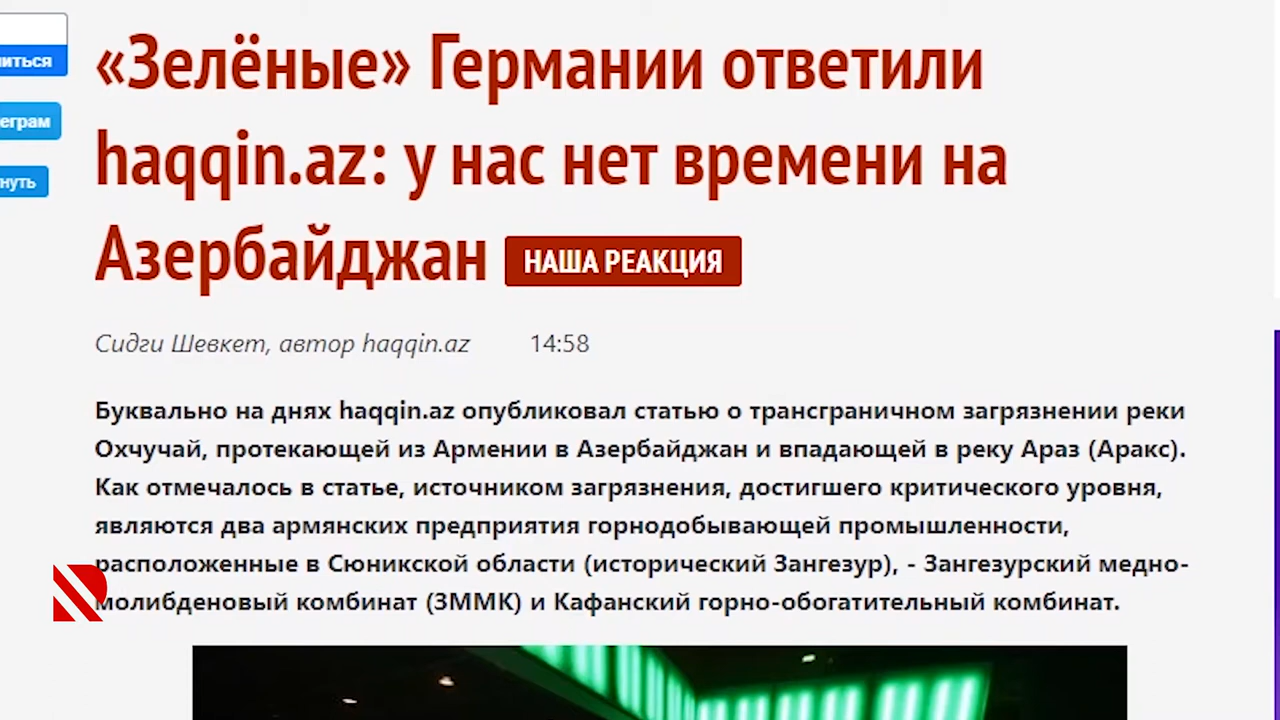 «Зелёные» Германии ответили
haqqin.az: у нас нет времени на
Азербайджан НАША РЕАКЦИЯ
Сидги Шевкет, автор haqqin.az 14:58
Буквально на днях haqqin.az опубликовал статью о трансграничном загрязнении реки
Охчучай, протекающей из Армении в Азербайджан и впадающей в реку Араз (Аракс).
Как отмечалось в статье, источником загрязнения, достигшего критического уровня,
являются два армянских предприятия горнодобывающей промышленности,
расположенные в Сюникской области (исторический Зангезур), - Зангезурский медно-
молибденовый комбинат (ЗММК) и Кафанский горно-обогатительный комбинат.